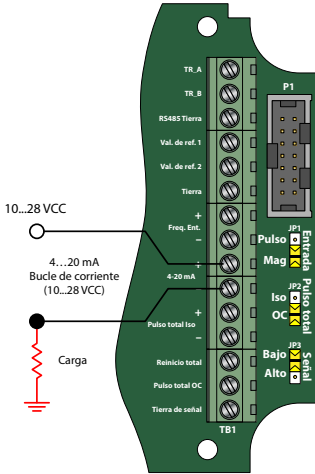 TR_A
TR_B
RS485 Tierra
Val. de ref. 1
Val. de ref. 2
Tierra
+
Freq. Ent.
–
+
4-20 mA
–
+
Pulso total Iso
–
Reinicio total
Pulso total OC
Tierra de señal
TB1
P1
JP1
Pulso
Mag
Entrada
JP2
Iso
OC
Pulso total
JP3
Bajo
Alto
Señal
10...28 VCC
4…20 mA
Bucle de corriente
(10...28 VCC)
Carga